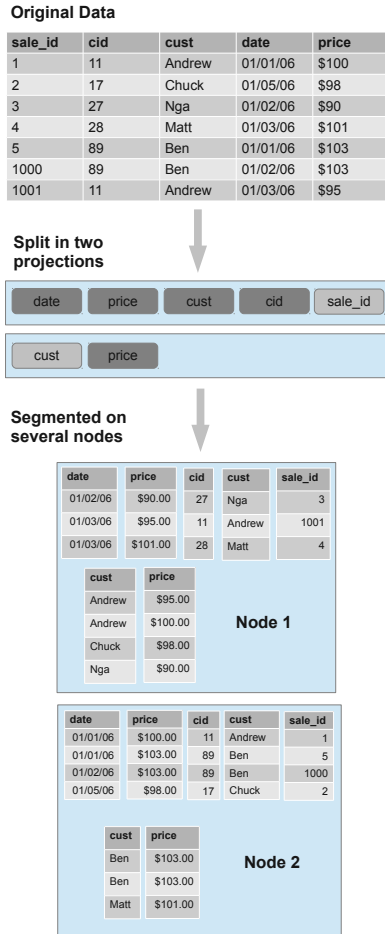 Original Data
sale_id cid cust date price
1 11 Andrew 01/01/06 $100
2 17 Chuck 01/05/06 $98
3 27 Nga 01/02/06 $90
4 28 Matt 01/03/06 $101
5 89 Ben 01/01/06 $103
1000 89 Ben 01/02/06 $103
1001 11 Andrew 01/03/06 $95
Split in two
projections
date price cust cid sale_id
cust price
Segmented on
several nodes
date price cid cust sale_id
01/02/06 $90.00 27 Nga 3
01/03/06 $95.00 11 Andrew 1001
01/03/06 $101.00 28 Matt 4
cust price
Andrew $95.00
Andrew $100.00
Chuck $98.00
Nga $90.00
Node 1
date price cid cust sale_id
01/01/06 $100.00 11 Andrew 1
01/01/06 $103.00 89 Ben 5
01/02/06 $103.00 89 Ben 1000
01/05/06 $98.00 17 Chuck 2
cust price
Ben $103.00
Ben $103.00
Matt $101.00
Node 2